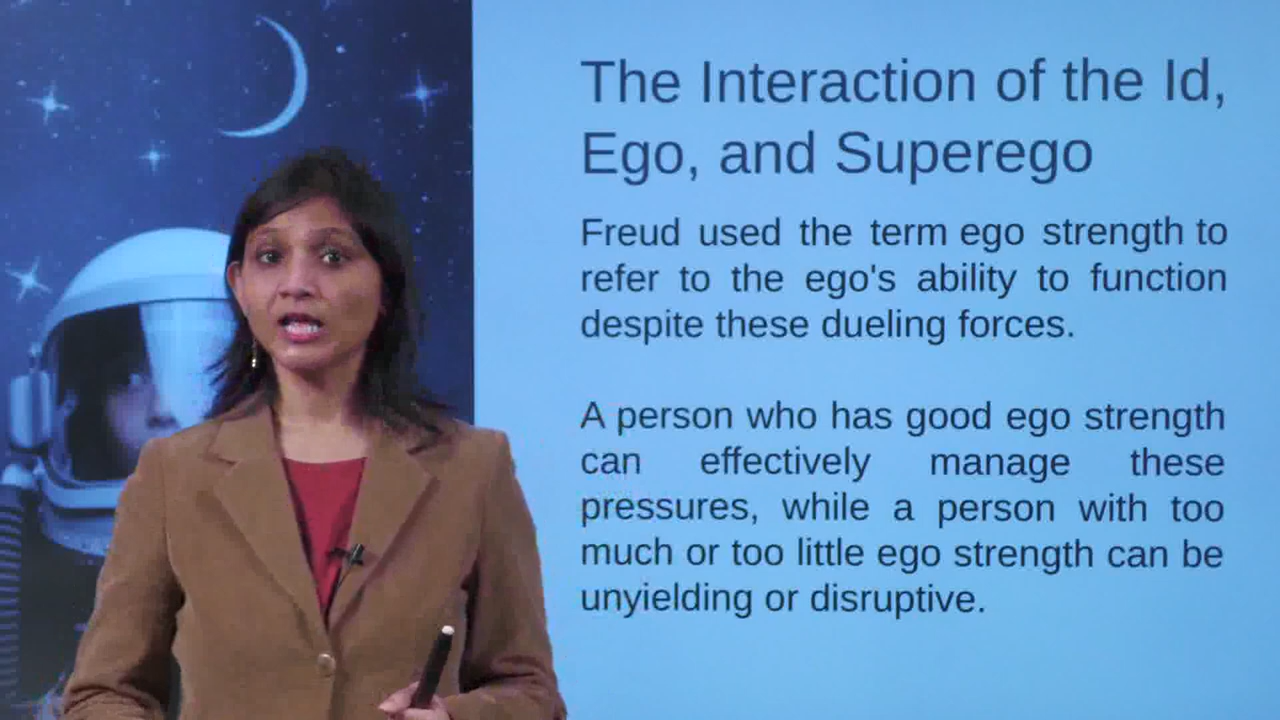 The Interaction of the Id,
Ego, and Superego
Freud used the term ego strength to
refer to the ego's ability to function
despite these dueling forces.
A person who has good ego strength
can effectively manage these
pressures, while a person with too
much or too little ego strength can be
unyielding or disruptive.